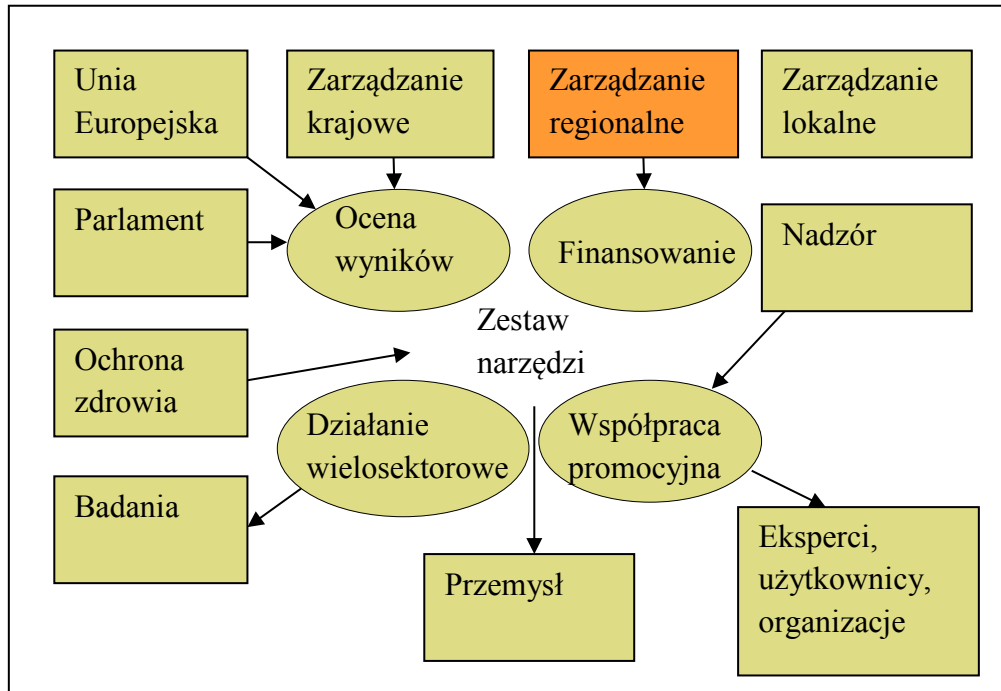 Unia
Europejska
Zarządzanie
krajowe
Zarządzanie
regionalne
Zarządzanie
lokalne
Parlament
Ocena
wyników
Finansowanie
Nadzór
Zestaw
narzędzi
Ochrona
zdrowia
Działanie
wielosektorowe
Współpraca
promocyjna
Badania
Przemysł
Eksperci,
użytkownicy,
organizacje